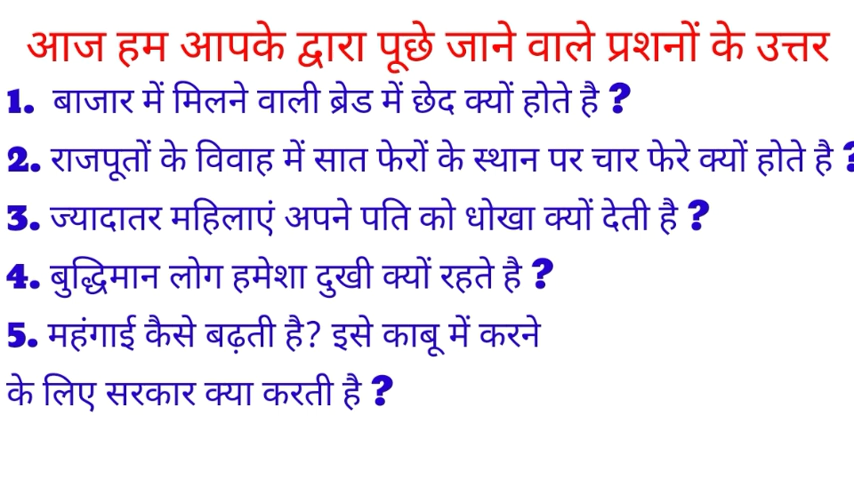 आज हम आपके द्वारा पूछे जाने वाले प्रशनों के उत्तर
1. बाजार में मिलने वाली ब्रेड में छेद क्यों होते है ?
2. राजपूतों के विवाह में सात फेरों के स्थान पर चार फेरे क्यों होते है ?
3. ज्यादातर महिलाएं अपने पति को धोखा क्यों देती है ?
4. बुद्धिमान लोग हमेशा दुखी क्यों रहते है ?
5. महंगाई कैसे बढ़ती है? इसे काबू में करने
के लिए सरकार क्या करती है ?